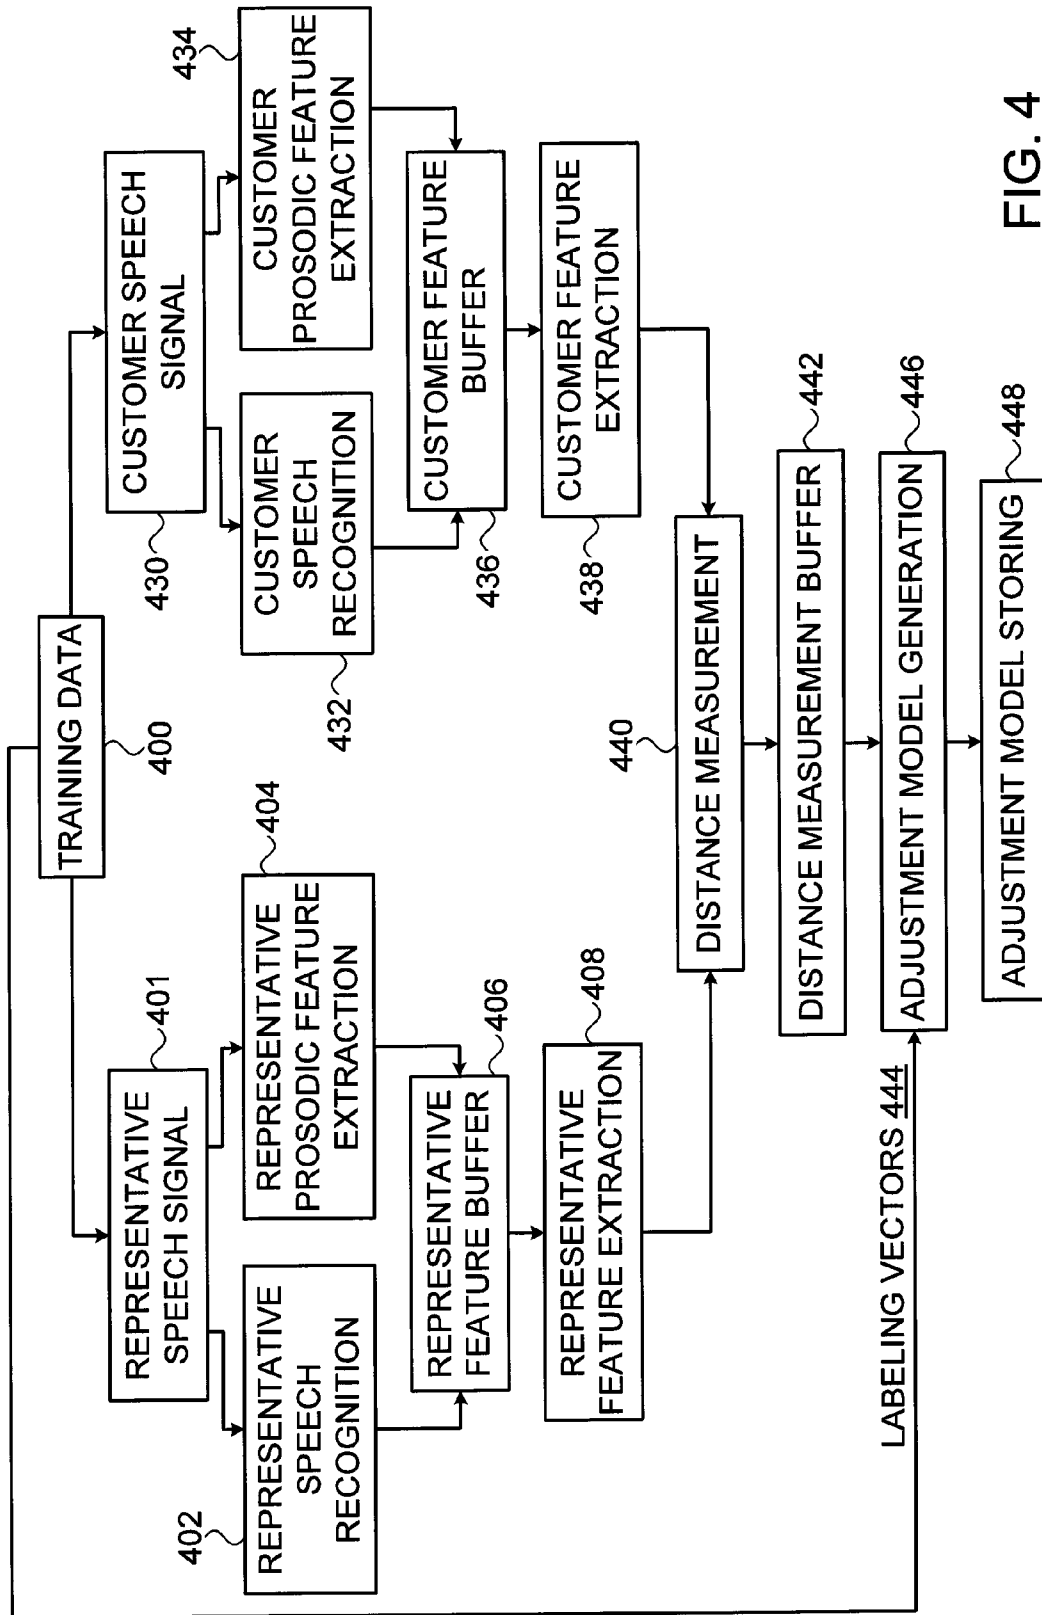 TRAINING DATA
400
REPRESENTATIVE
SPEECH SIGNAL
401
CUSTOMER SPEECH
SIGNAL
430
402
REPRESENTATIVE
SPEECH
RECOGNITION
REPRESENTATIVE
PROSODIC FEATURE
EXTRACTION
404
CUSTOMER
SPEECH
RECOGNITION
432
CUSTOMER
PROSODIC FEATURE
EXTRACTION
434
REPRESENTATIVE
FEATURE BUFFER
406
CUSTOMER FEATURE
BUFFER
436
REPRESENTATIVE
FEATURE EXTRACTION
408
CUSTOMER FEATURE
EXTRACTION
438
440
DISTANCE MEASUREMENT
DISTANCE MEASUREMENT BUFFER
442
LABELING VECTORS 444
ADJUSTMENT MODEL GENERATION
446
ADJUSTMENT MODEL STORING
448
FIG. 4